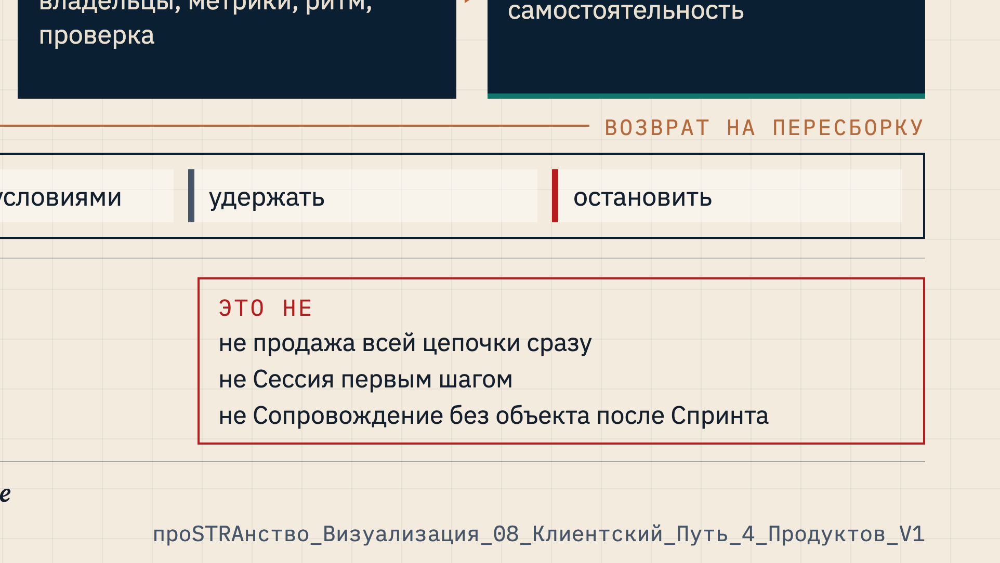 владельцы, метрики, ритм,
проверка
самостоятельность
ВОЗВРАТ НА ПЕРЕСБОРКУ
условиями
удержать
остановить
ЭТО НЕ
не продажа всей цепочки сразу
не Сессия первым шагом
не Сопровождение без объекта после Спринта
е
проSTRAнство_Визуализация_08_Клиентский_Путь_4_Продуктов_V1